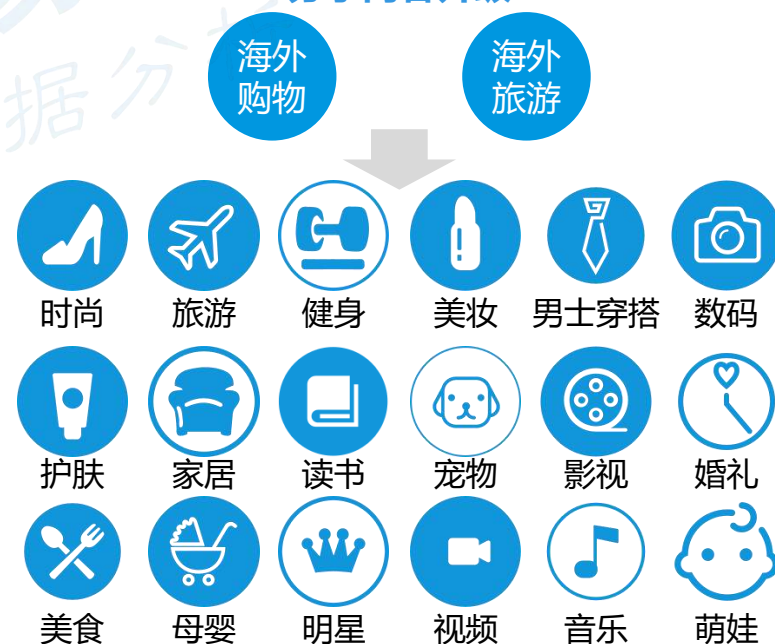 海外
购物
海外
旅游
时尚 旅游 健身 美妆 男士穿搭 数码
护肤 家居 读书 宠物 影视 婚礼
美食 母婴 明星 视频 音乐 萌娃
据分